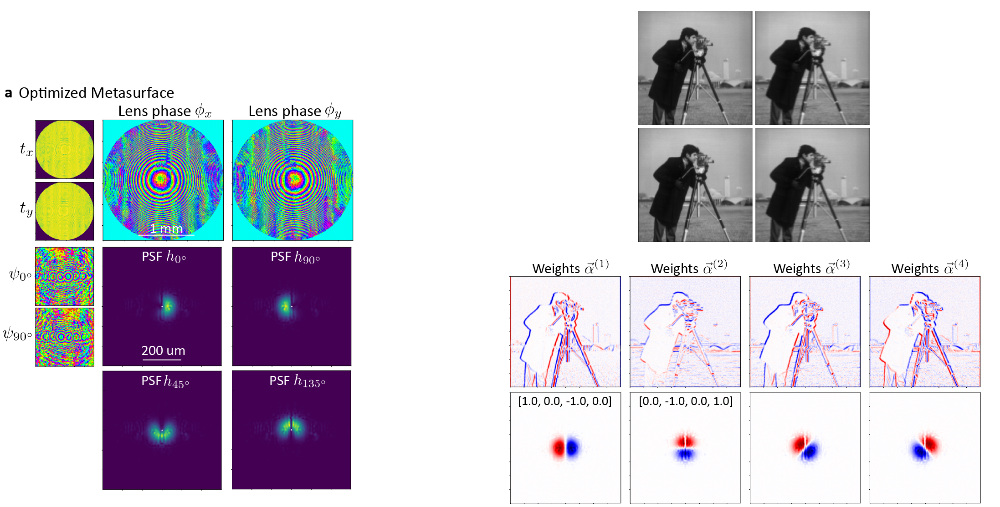 a Optimized Metasurface
Lens phase ϕx
Lens phase ϕy
tx
1 mm
ty
ψ0°
PSF h0°
PSF h90°
200 um
ψ90°
PSF h45°
PSF h135°
Weights α⃗(1)
Weights α⃗(2)
Weights α⃗(3)
Weights α⃗(4)
[1.0, 0.0, -1.0, 0.0]
[0.0, -1.0, 0.0, 1.0]